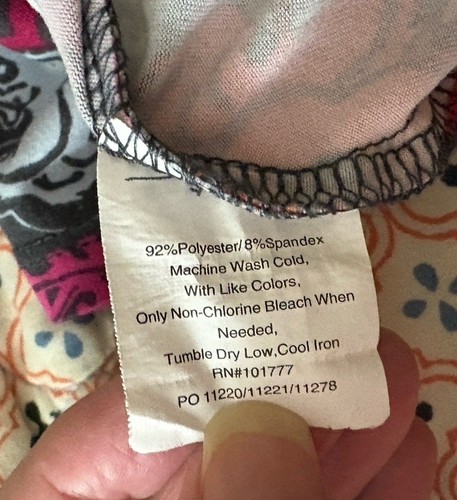 92%Polyester/8%Spandex
Machine Wash Cold,
With Like Colors,
Only Non-Chlorine Bleach When
Needed,
Tumble Dry Low,Cool Iron
RN#101777
PO 11220/11221/11278